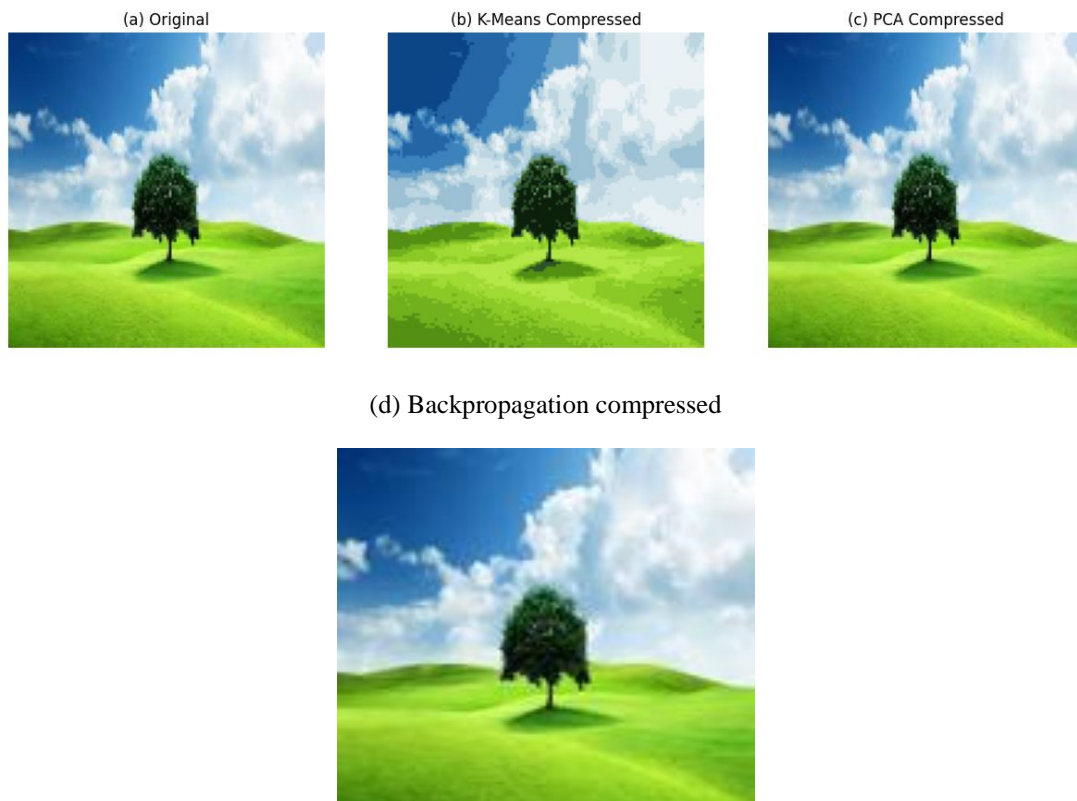 (a) Original
(b) K-Means Compressed
(c) PCA Compressed
(d) Backpropagation compressed